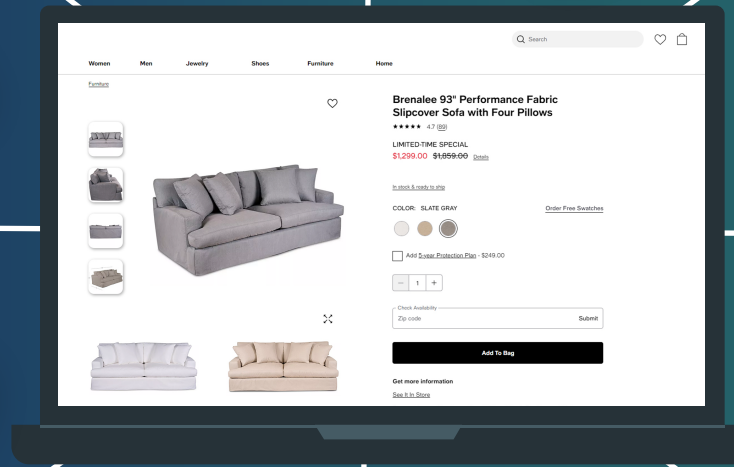 Search
Women Men Jewelry Shoes Furniture Home
Furniture
Brenalee 93" Performance Fabric
Slipcover Sofa with Four Pillows
4.7 (89)
LIMITED-TIME SPECIAL
$1,299.00 $1,859.00 Details
In stock & ready to ship
COLOR: SLATE GRAY Order Free Swatches
Add 5-year Protection Plan - $249.00
− 1 +
Check Availability
Zip code Submit
Add To Bag
Get more information
See It In Store